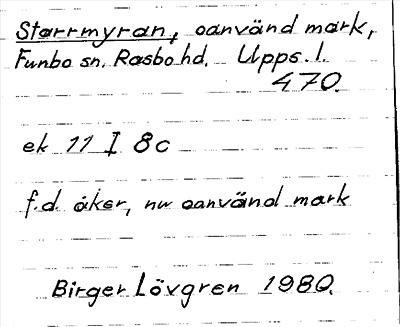 Starrmyran, oanvänd mark,
Funbo sn. Rasbo hd. Upps. l.
470.
ek 11 I 8c
f.d. åker, nu oanvänd mark
Birger Lövgren 1980.